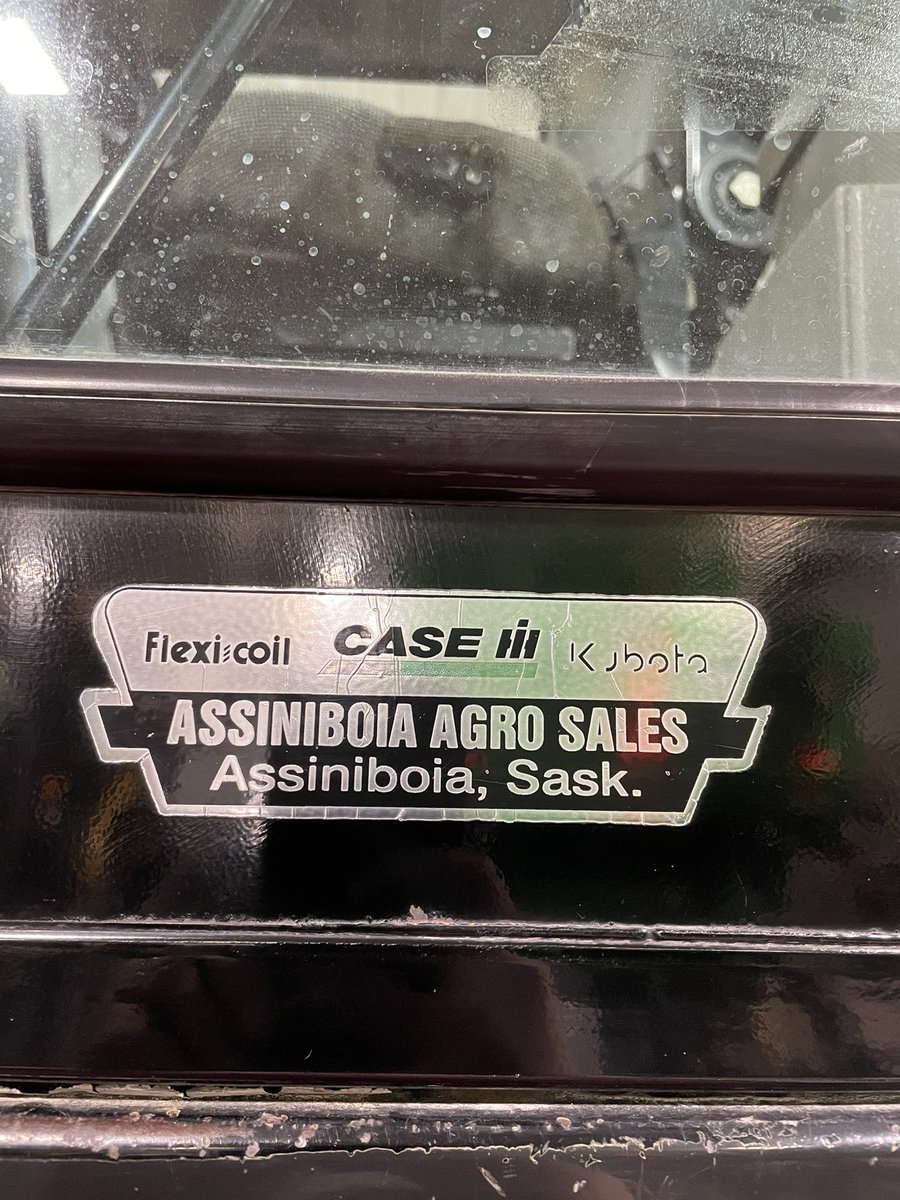 Flexi-coil CASE IH Kubota
ASSINIBOIA AGRO SALES
Assiniboia, Sask.